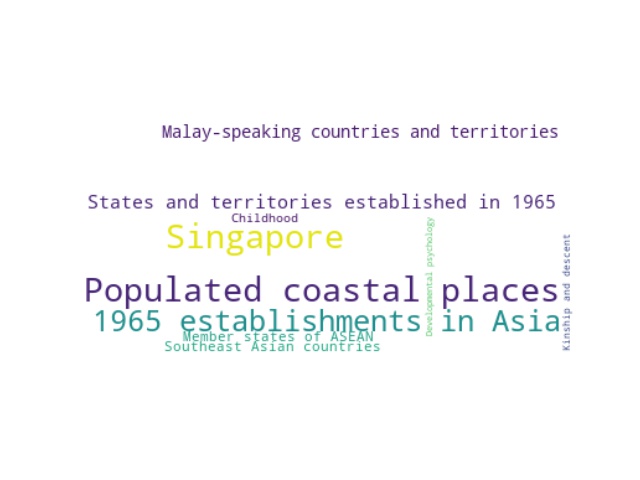 Malay-speaking countries and territories
States and territories established in 1965
Childhood
Singapore
Developmental psychology
Kinship and descent
Populated coastal places
1965 establishments in Asia
Member states of ASEAN
Southeast Asian countries